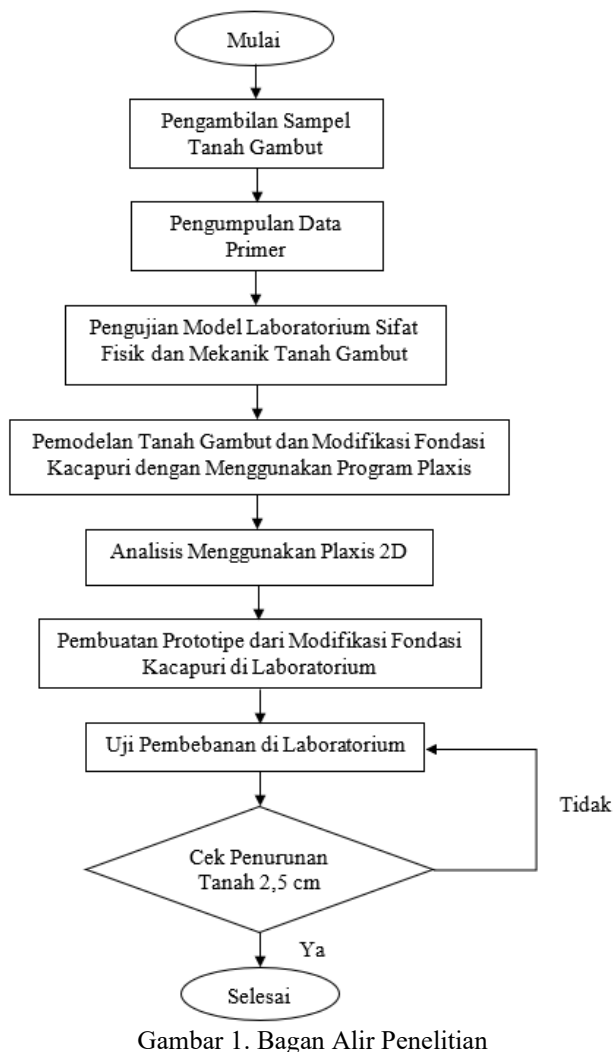 Mulai
Pengambilan Sampel
Tanah Gambut
Pengumpulan Data
Primer
Pengujian Model Laboratorium Sifat
Fisik dan Mekanik Tanah Gambut
Pemodelan Tanah Gambut dan Modifikasi Fondasi
Kacapuri dengan Menggunakan Program Plaxis
Analisis Menggunakan Plaxis 2D
Pembuatan Prototipe dari Modifikasi Fondasi
Kacapuri di Laboratorium
Uji Pembebanan di Laboratorium
Tidak
Cek Penurunan
Tanah 2,5 cm
Ya
Selesai
Gambar 1. Bagan Alir Penelitian